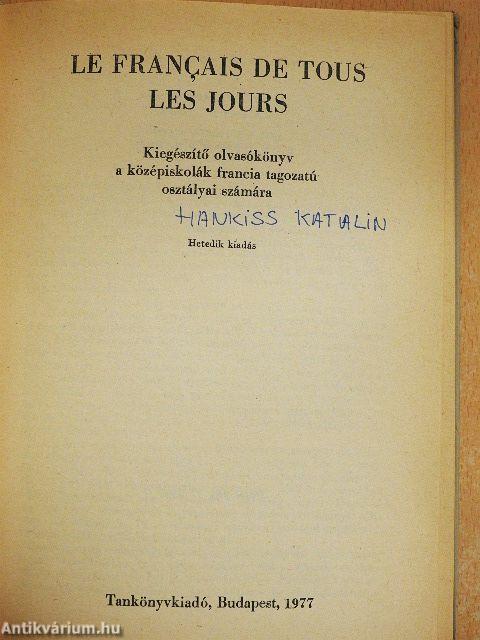 LE FRANÇAIS DE TOUS
LES JOURS
Kiegészítő olvasókönyv
a középiskolák francia tagozatú
osztályai számára
HANKISS KATALIN
Hetedik kiadás
Tankönyvkiadó, Budapest, 1977
Antikvárium.hu